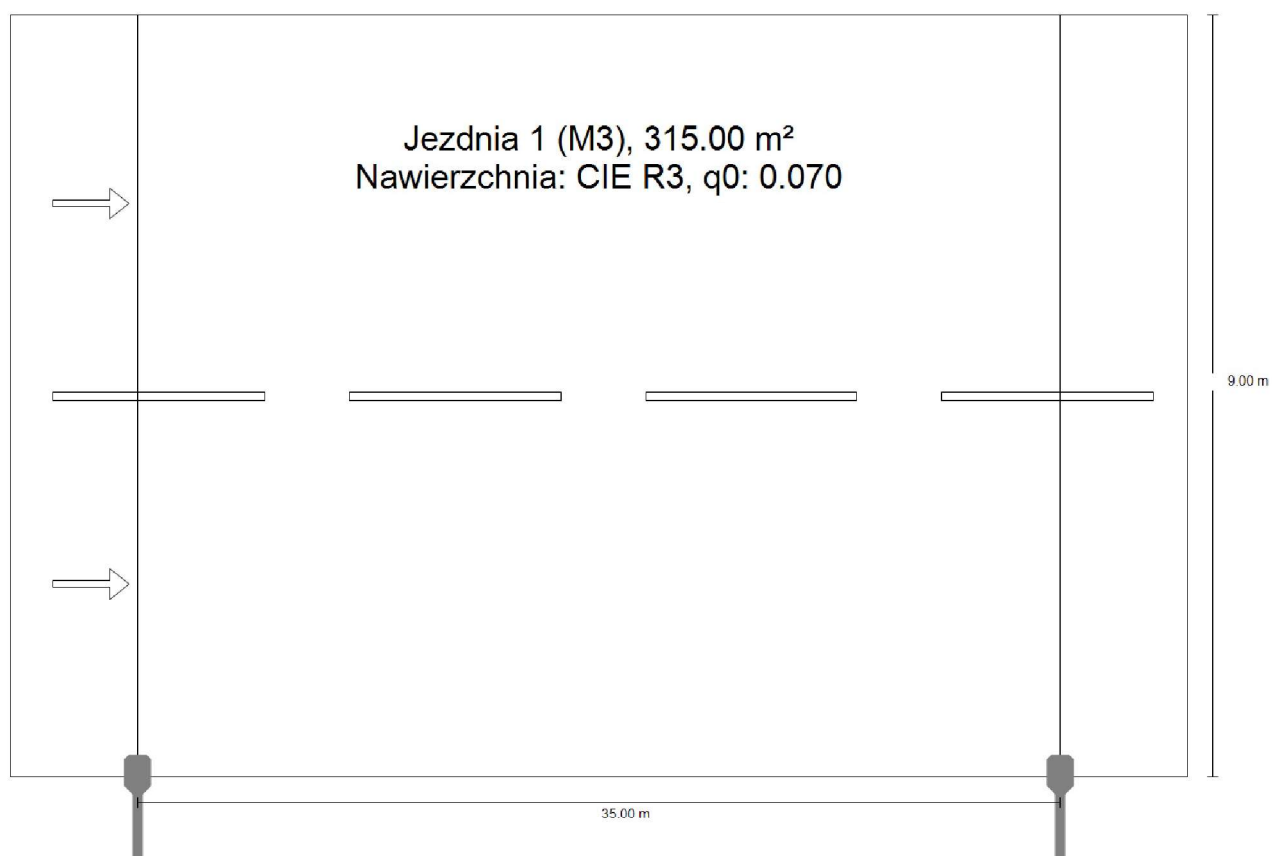 Jezdnia 1 (M3), 315.00 m²
Nawierzchnia: CIE R3, q0: 0.070
9.00 m
35.00 m